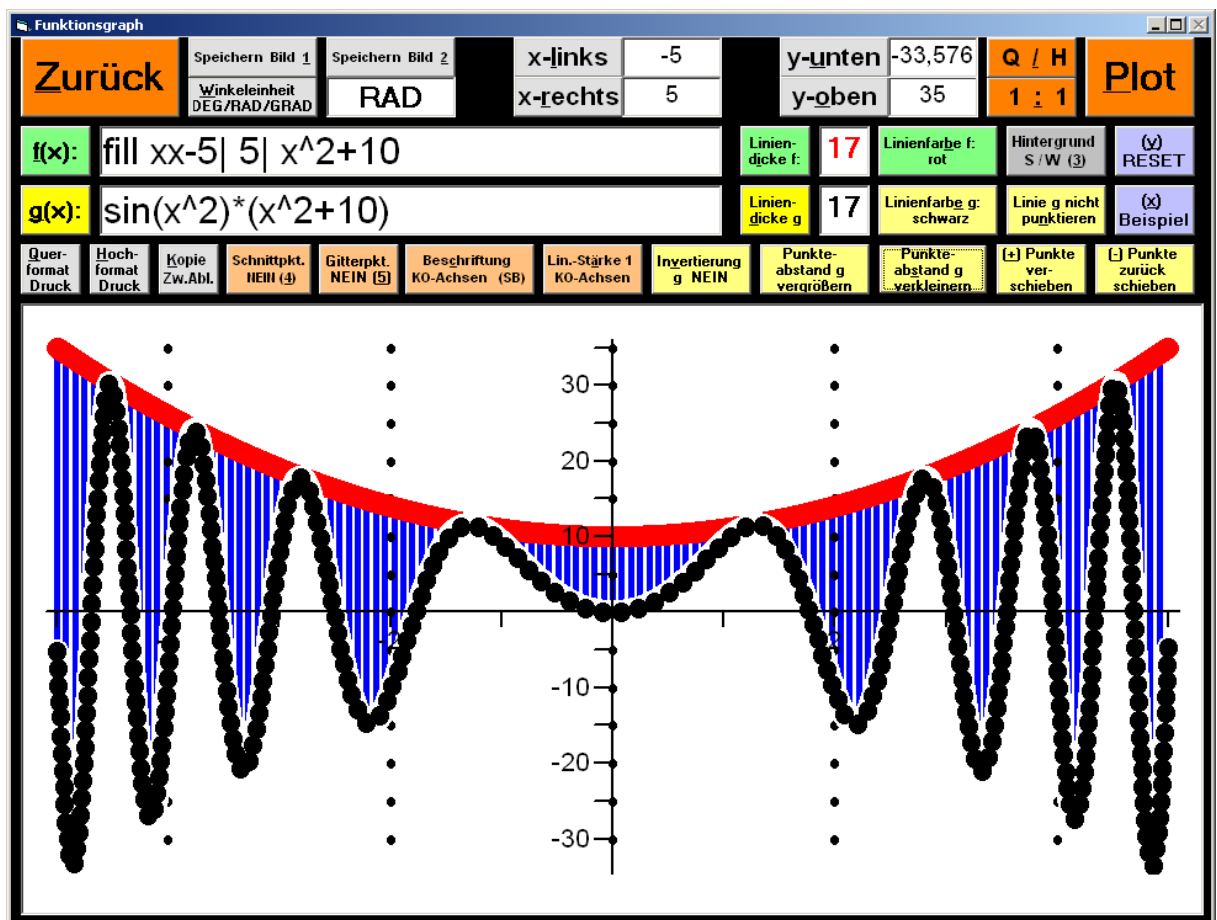 Funktionsgraph
Zurück
Speichern Bild 1
Speichern Bild 2
x-links
-5
y-unten
-33,576
Q / H
Plot
Winkeleinheit
DEG/RAD/GRAD
RAD
x-rechts
5
y-oben
35
1 : 1
f(x):
fill xx-5| 5| x^2+10
Linien-
dicke f:
17
Linienfarbe f:
rot
Hintergrund
S / W (3)
(y)
RESET
g(x):
sin(x^2)*(x^2+10)
Linien-
dicke g
17
Linienfarbe g:
schwarz
Linie g nicht
punktieren
(x)
Beispiel
Quer-
format
Druck
Hoch-
format
Druck
Kopie
Zw.Abl.
Schnittpkt.
NEIN (4)
Gitterpkt.
NEIN (5)
Beschriftung
KO-Achsen (SB)
Lin.-Stärke 1
KO-Achsen
Invertierung
g NEIN
Punkte-
abstand g
vergrößern
Punkte-
abstand g
verkleinern
(+) Punkte
ver-
schieben
(-) Punkte
zurück
schieben
30
20
10
-10
-20
-30